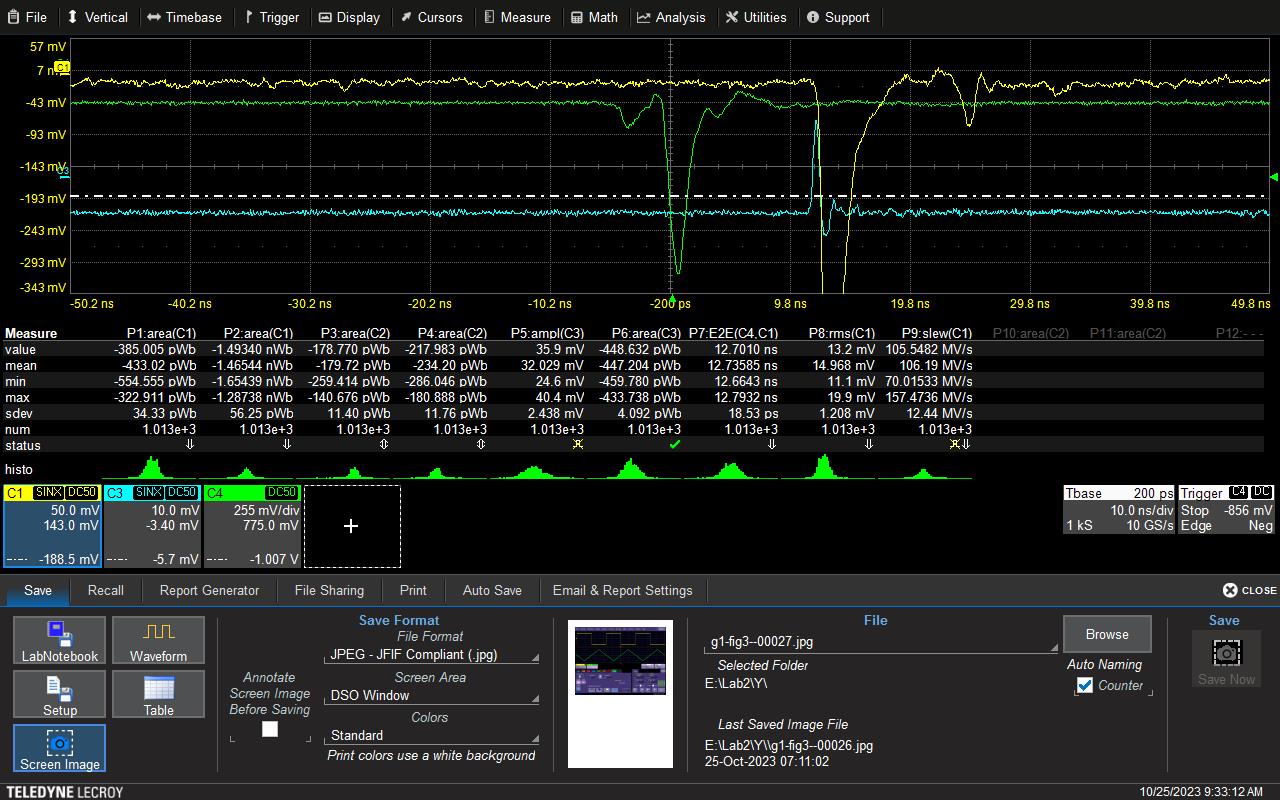 File Vertical Timebase Trigger Display Cursors Measure Math Analysis Utilities Support
57 mV
7 mV
C1
-43 mV
-93 mV
-143 mV
C3
-193 mV
-243 mV
-293 mV
-343 mV
-50.2 ns -40.2 ns -30.2 ns -20.2 ns -10.2 ns -200 ps 9.8 ns 19.8 ns 29.8 ns 39.8 ns 49.8 ns
Measure P1:area(C1) P2:area(C1) P3:area(C2) P4:area(C2) P5:ampl(C3) P6:area(C3) P7:E2E(C4,C1) P8:rms(C1) P9:slew(C1) P10:area(C2) P11:area(C2) P12:- - -
value -385.005 pWb -1.49340 nWb -178.770 pWb -217.983 pWb 35.9 mV -448.632 pWb 12.7010 ns 13.2 mV 105.5482 MV/s
mean -433.02 pWb -1.46544 nWb -179.72 pWb -234.20 pWb 32.029 mV -447.204 pWb 12.73585 ns 14.968 mV 106.19 MV/s
min -554.555 pWb -1.65439 nWb -259.414 pWb -286.046 pWb 24.6 mV -459.780 pWb 12.6643 ns 11.1 mV 70.01533 MV/s
max -322.911 pWb -1.28738 nWb -140.676 pWb -180.888 pWb 40.4 mV -433.738 pWb 12.7932 ns 19.9 mV 157.4736 MV/s
sdev 34.33 pWb 56.25 pWb 11.40 pWb 11.76 pWb 2.438 mV 4.092 pWb 18.53 ps 1.208 mV 12.44 MV/s
num 1.013e+3 1.013e+3 1.013e+3 1.013e+3 1.013e+3 1.013e+3 1.013e+3 1.013e+3 1.013e+3
status
histo
C1 SINX DC50 C3 SINX DC50 C4 DC50 Tbase 200 ps Trigger C4 DC
50.0 mV 10.0 mV 255 mV/div 10.0 ns/div Stop -856 mV
143.0 mV -3.40 mV 775.0 mV 1 kS 10 GS/s Edge Neg
-188.5 mV -5.7 mV -1.007 V
Save Recall Report Generator File Sharing Print Auto Save Email & Report Settings CLOSE
LabNotebook
Waveform
Setup
Table
Screen Image
Annotate
Screen Image
Before Saving
Save Format
File Format
JPEG - JFIF Compliant (.jpg)
Screen Area
DSO Window
Colors
Standard
Print colors use a white background
File
g1-fig3--00027.jpg
Browse
Selected Folder
E:\Lab2\Y\
Auto Naming
Counter
Last Saved Image File
E:\Lab2\Y\\g1-fig3--00026.jpg
25-Oct-2023 07:11:02
Save
Save Now
TELEDYNE LECROY 10/25/2023 9:33:12 AM